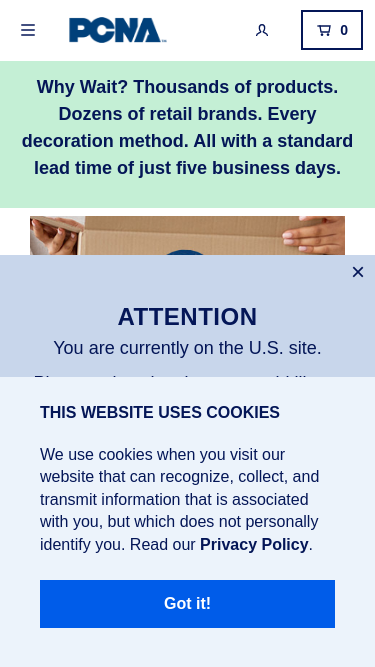 PCNA
0
Why Wait? Thousands of products.
Dozens of retail brands. Every
decoration method. All with a standard
lead time of just five business days.
ATTENTION
You are currently on the U.S. site.
THIS WEBSITE USES COOKIES
We use cookies when you visit our
website that can recognize, collect, and
transmit information that is associated
with you, but which does not personally
identify you. Read our Privacy Policy.
Got it!